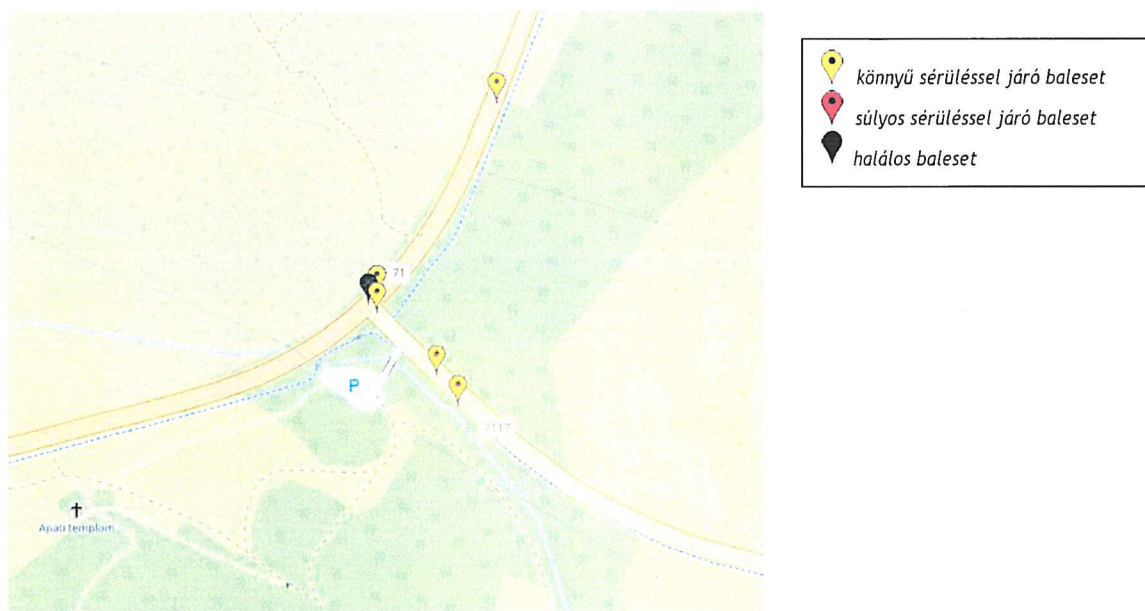 könnyű sérüléssel járó baleset
súlyos sérüléssel járó baleset
halálos baleset
71
P
7117
Apáti templom